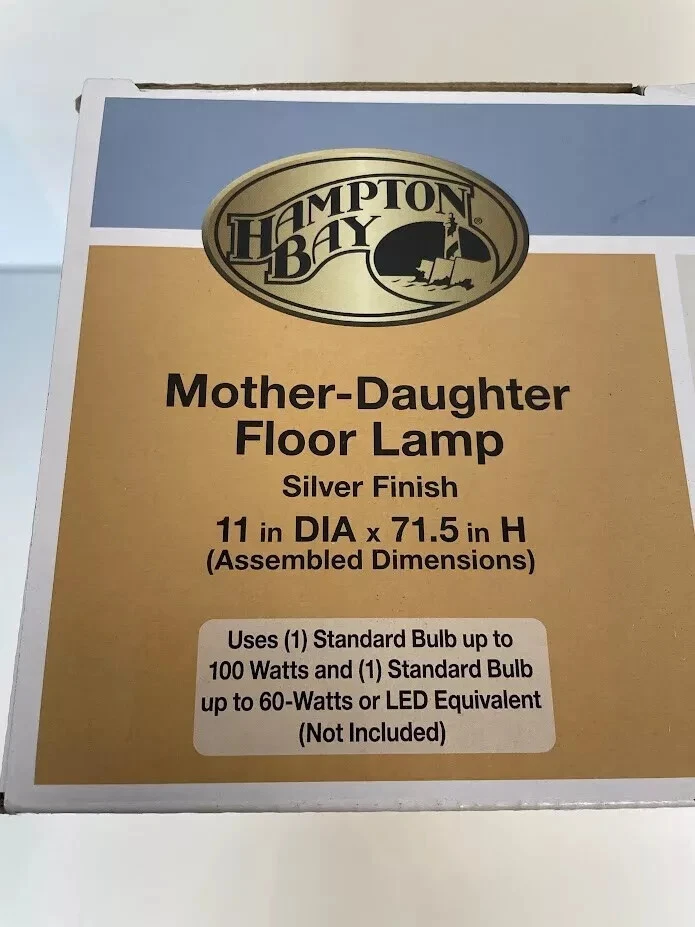 HAMPTON
BAY®
Mother-Daughter
Floor Lamp
Silver Finish
11 in DIA x 71.5 in H
(Assembled Dimensions)
Uses (1) Standard Bulb up to
100 Watts and (1) Standard Bulb
up to 60-Watts or LED Equivalent
(Not Included)